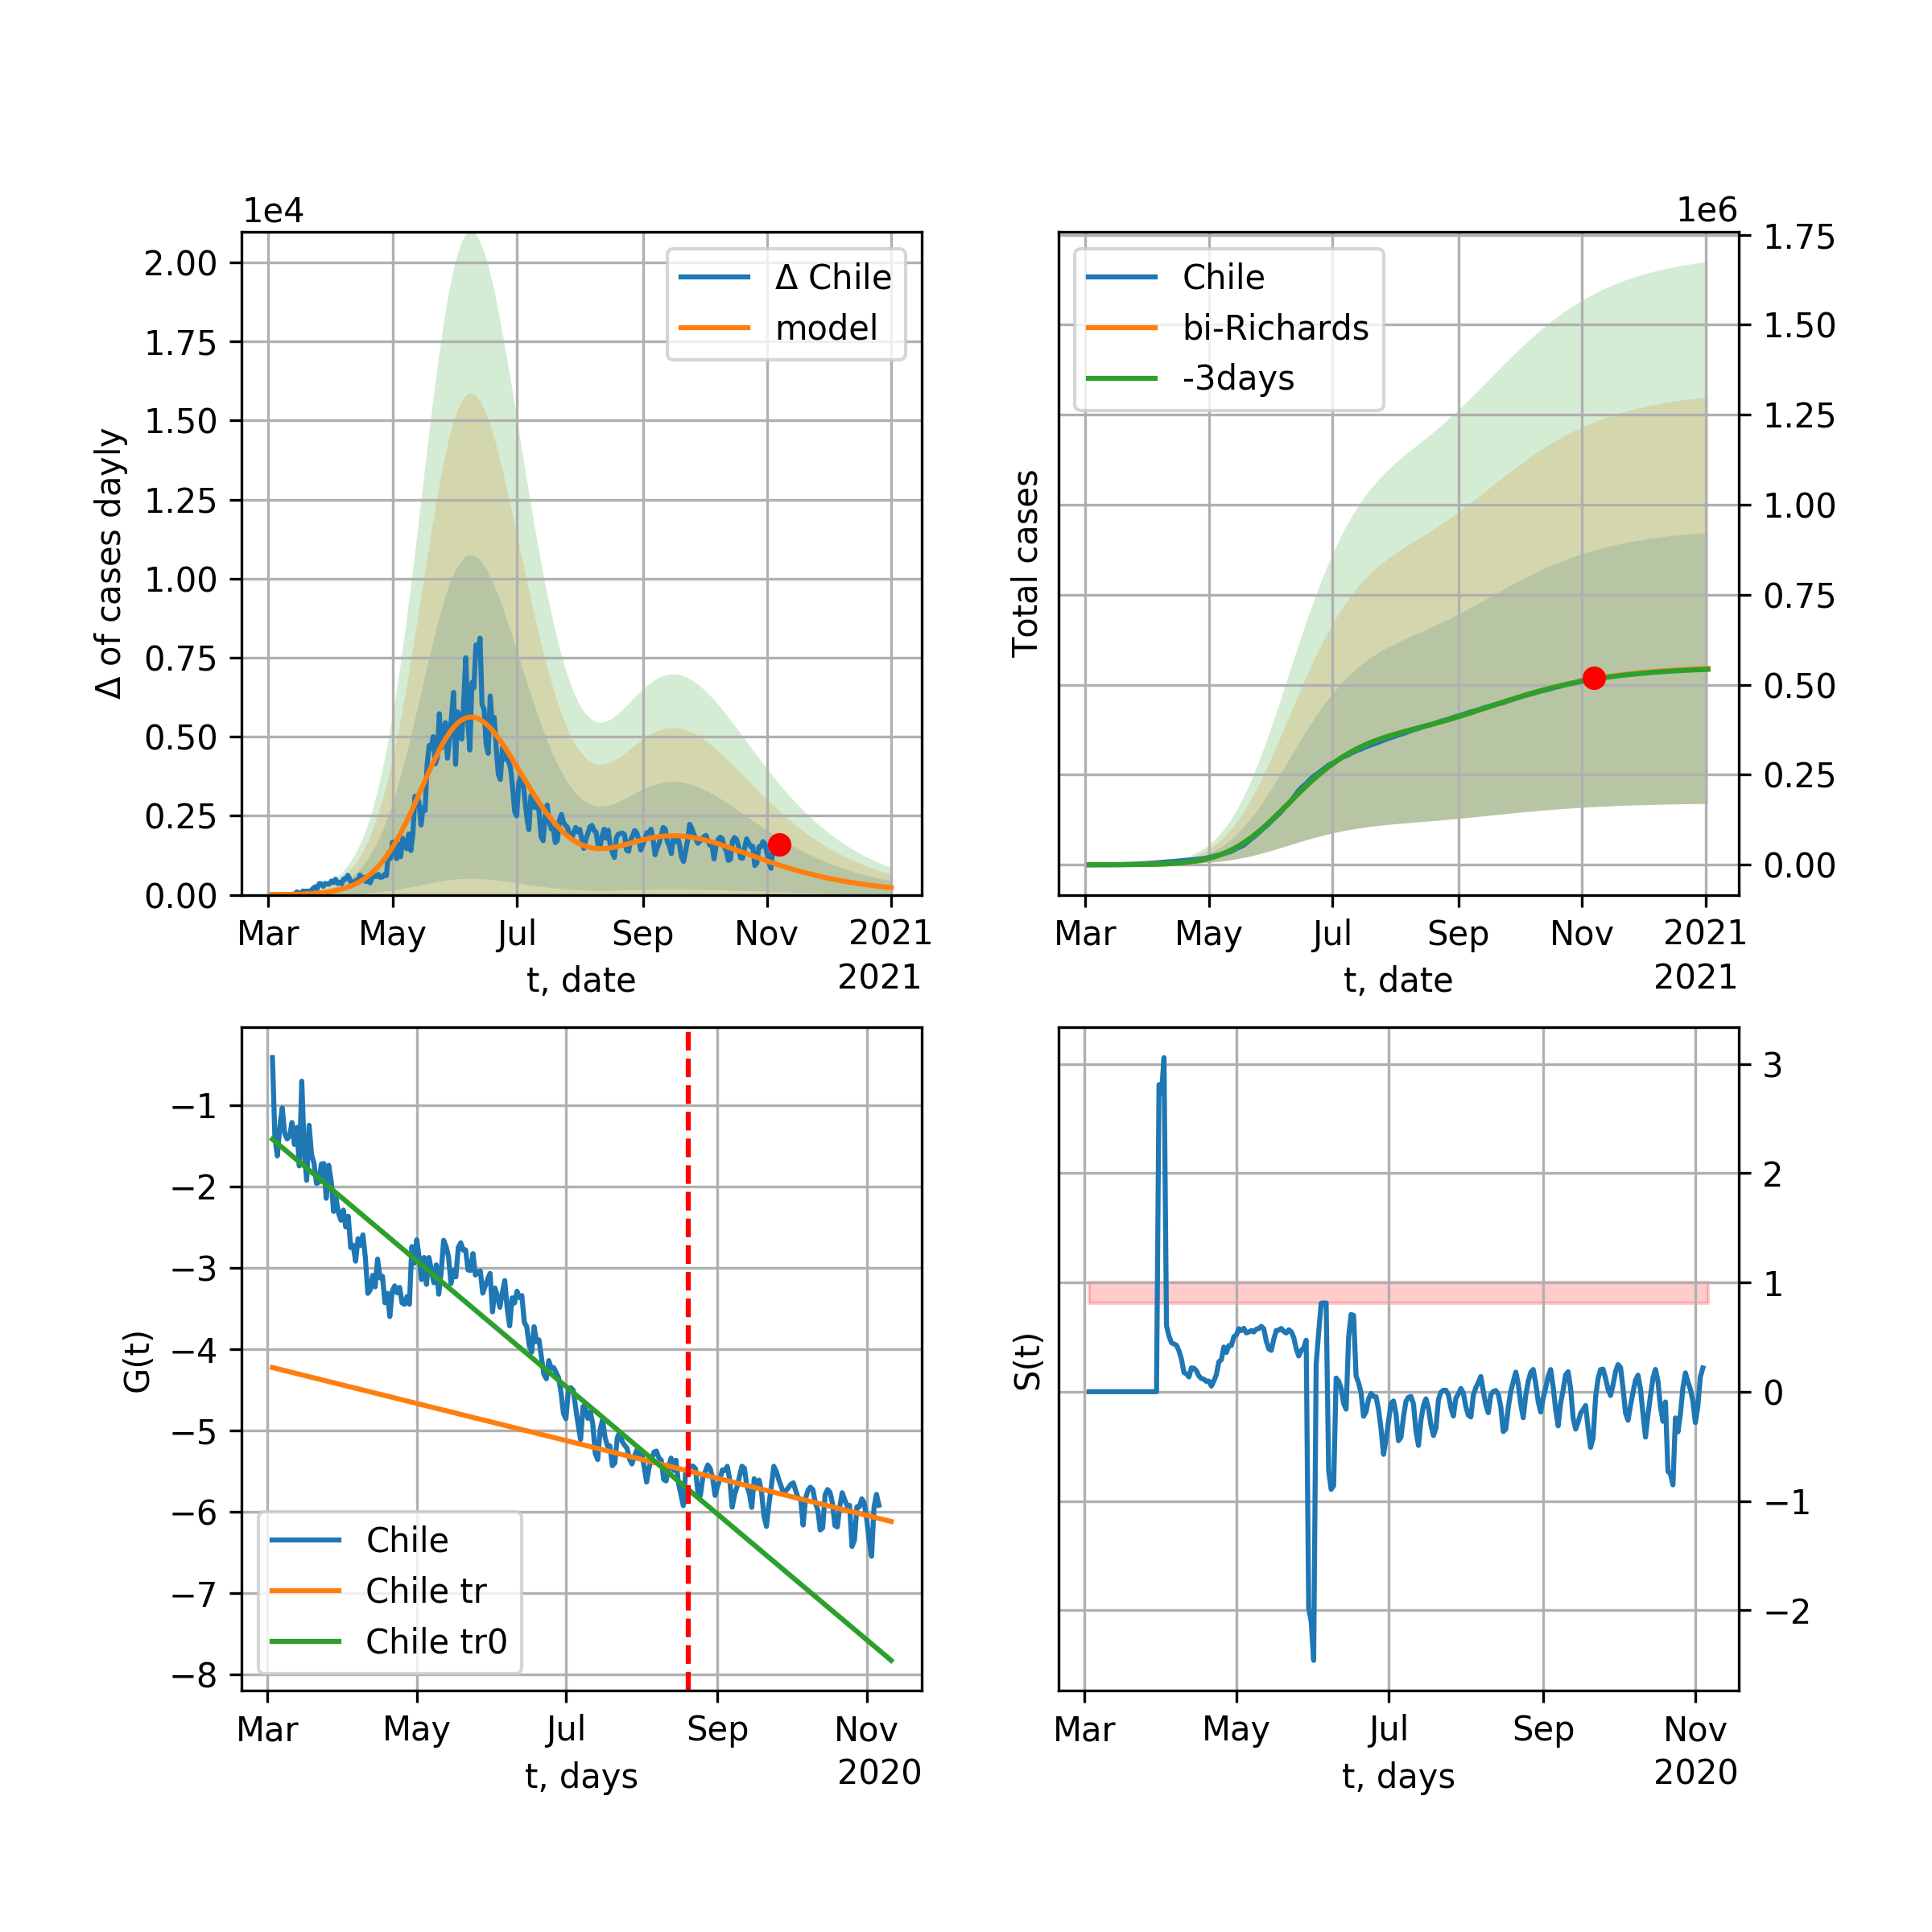 1e4
2.00
1.75
1.50
1.25
1.00
0.75
0.50
0.25
0.00
Δ of cases dayly
Δ Chile
model
Mar May Jul Sep Nov 2021
t, date 2021
1e6
1.75
1.50
1.25
1.00
0.75
0.50
0.25
0.00
Total cases
Chile
bi-Richards
-3days
Mar May Jul Sep Nov 2021
t, date 2021
−1
−2
−3
−4
−5
−6
−7
−8
G(t)
Chile
Chile tr
Chile tr0
Mar May Jul Sep Nov
t, days 2020
3
2
1
0
−1
−2
S(t)
Mar May Jul Sep Nov
t, days 2020